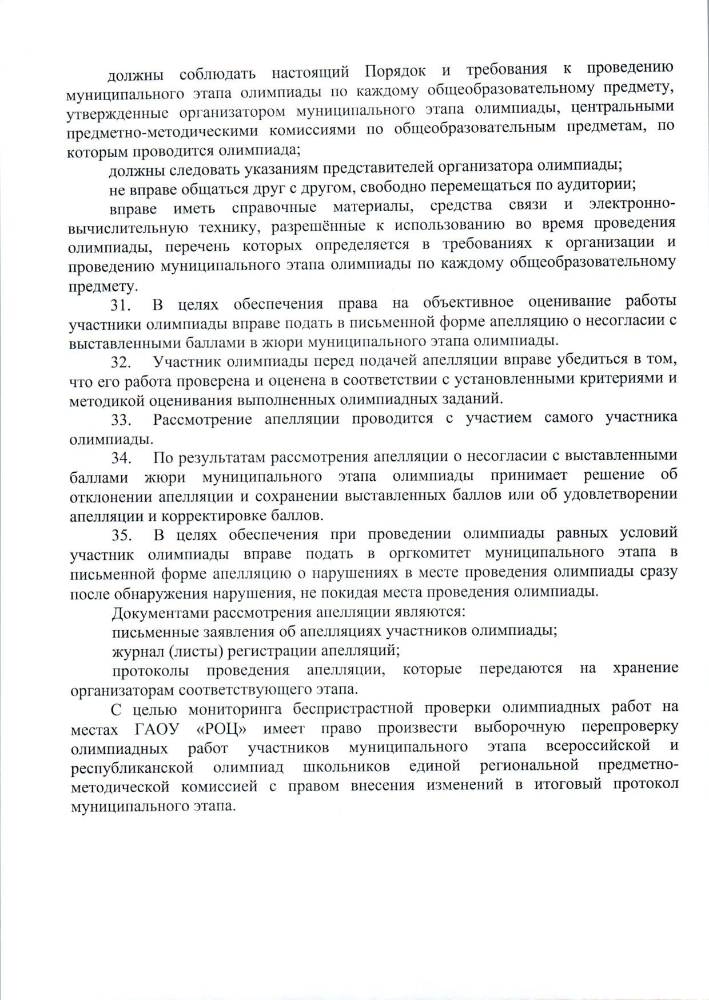 должны соблюдать настоящий Порядок и требования к проведению
муниципального этапа олимпиады по каждому общеобразовательному предмету,
утвержденные организатором муниципального этапа олимпиады, центральными
предметно-методическими комиссиями по общеобразовательным предметам, по
которым проводится олимпиада;
должны следовать указаниям представителей организатора олимпиады;
не вправе общаться друг с другом, свободно перемещаться по аудитории;
вправе иметь справочные материалы, средства связи и электронно-
вычислительную технику, разрешённые к использованию во время проведения
олимпиады, перечень которых определяется в требованиях к организации и
проведению муниципального этапа олимпиады по каждому общеобразовательному
предмету.
31. В целях обеспечения права на объективное оценивание работы
участники олимпиады вправе подать в письменной форме апелляцию о несогласии с
выставленными баллами в жюри муниципального этапа олимпиады.
32. Участник олимпиады перед подачей апелляции вправе убедиться в том,
что его работа проверена и оценена в соответствии с установленными критериями и
методикой оценивания выполненных олимпиадных заданий.
33. Рассмотрение апелляции проводится с участием самого участника
олимпиады.
34. По результатам рассмотрения апелляции о несогласии с выставленными
баллами жюри муниципального этапа олимпиады принимает решение об
отклонении апелляции и сохранении выставленных баллов или об удовлетворении
апелляции и корректировке баллов.
35. В целях обеспечения при проведении олимпиады равных условий
участник олимпиады вправе подать в оргкомитет муниципального этапа в
письменной форме апелляцию о нарушениях в месте проведения олимпиады сразу
после обнаружения нарушения, не покидая места проведения олимпиады.
Документами рассмотрения апелляции являются:
письменные заявления об апелляциях участников олимпиады;
журнал (листы) регистрации апелляций;
протоколы проведения апелляции, которые передаются на хранение
организаторам соответствующего этапа.
С целью мониторинга беспристрастной проверки олимпиадных работ на
местах ГАОУ «РОЦ» имеет право произвести выборочную перепроверку
олимпиадных работ участников муниципального этапа всероссийской и
республиканской олимпиад школьников единой региональной предметно-
методической комиссией с правом внесения изменений в итоговый протокол
муниципального этапа.